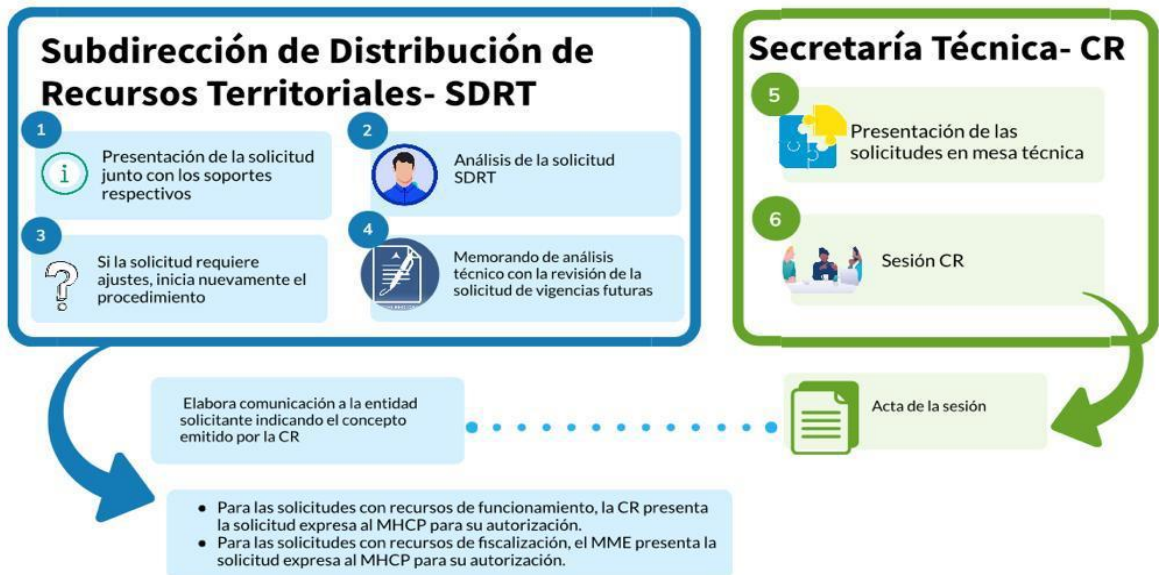 Subdirección de Distribución de
Recursos Territoriales- SDRT
1
Presentación de la solicitud
junto con los soportes
respectivos
2
Análisis de la solicitud
SDRT
3
Si la solicitud requiere
ajustes, inicia nuevamente el
procedimiento
4
Memorando de análisis
técnico con la revisión de la
solicitud de vigencias futuras
Secretaría Técnica- CR
5
Presentación de las
solicitudes en mesa técnica
6
Sesión CR
Elabora comunicación a la entidad
solicitante indicando el concepto
emitido por la CR
Acta de la sesión
• Para las solicitudes con recursos de funcionamiento, la CR presenta
la solicitud expresa al MHCP para su autorización.
• Para las solicitudes con recursos de fiscalización, el MME presenta la
solicitud expresa al MHCP para su autorización.